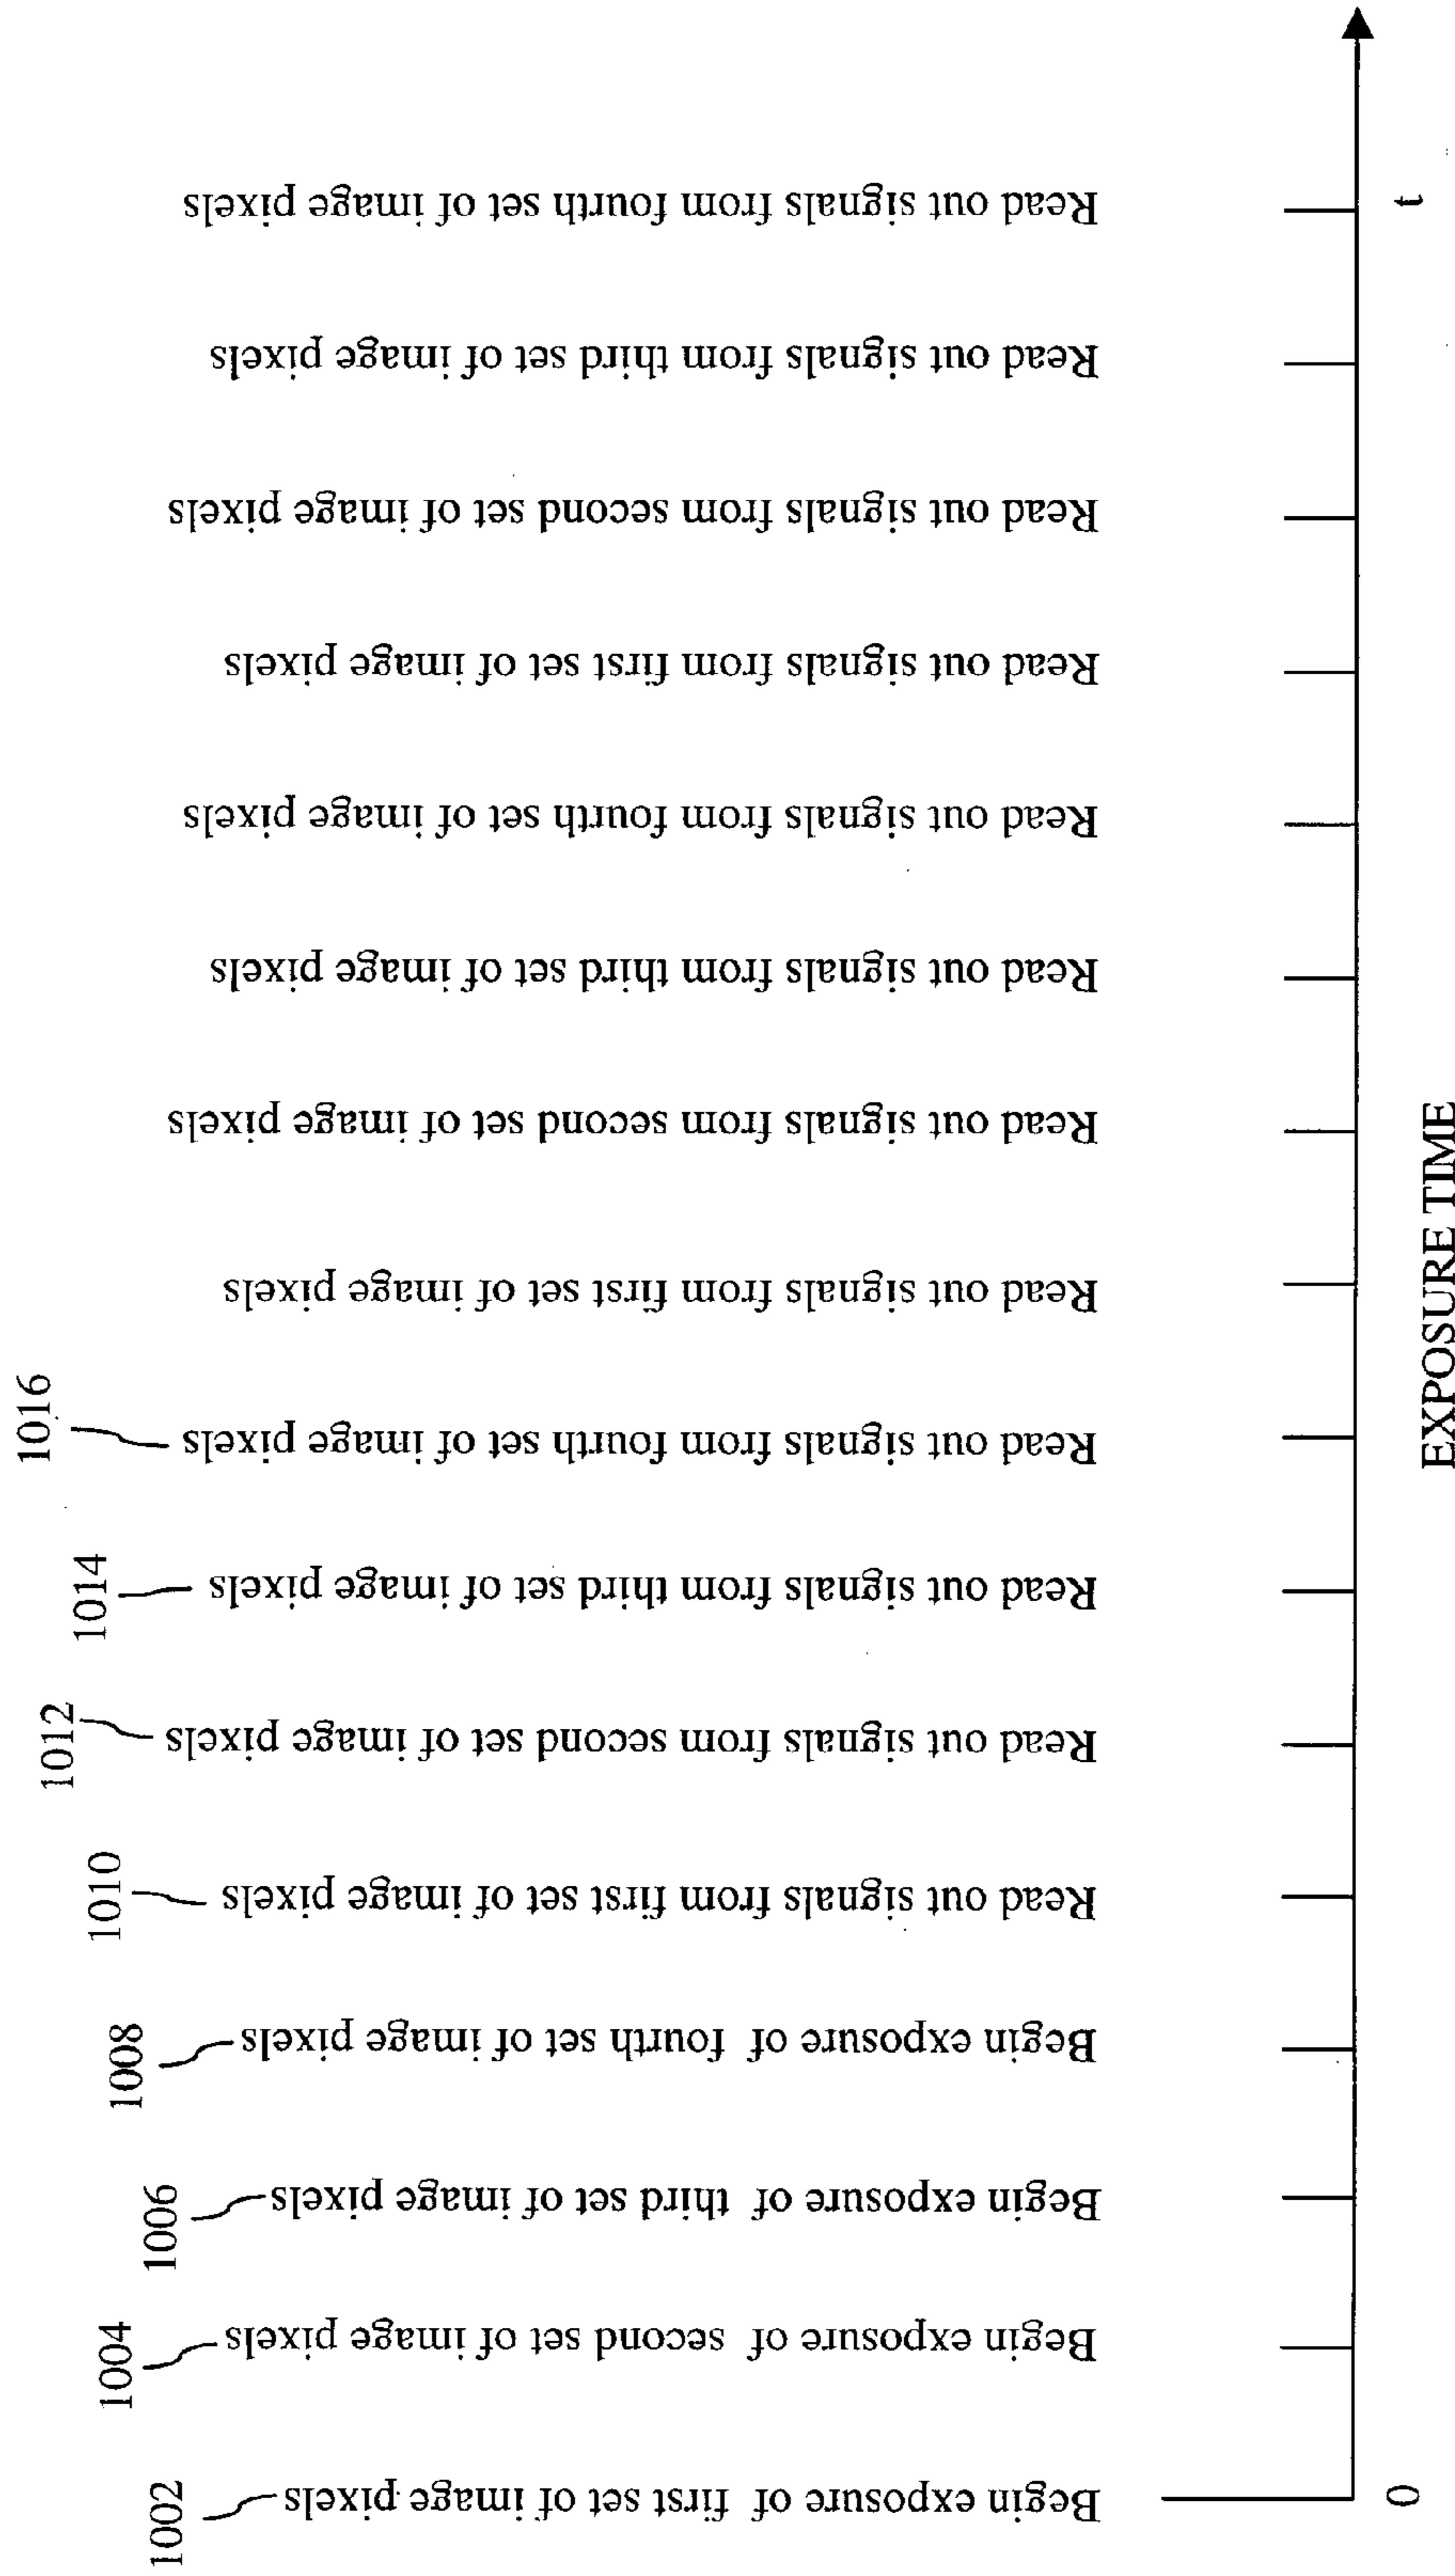 1002
Begin exposure of first set of image pixels
1004
Begin exposure of second set of image pixels
1006
Begin exposure of third set of image pixels
1008
Begin exposure of fourth set of image pixels
1010
Read out signals from first set of image pixels
1012
Read out signals from second set of image pixels
1014
Read out signals from third set of image pixels
1016
Read out signals from fourth set of image pixels
Read out signals from first set of image pixels
Read out signals from second set of image pixels
Read out signals from third set of image pixels
Read out signals from fourth set of image pixels
Read out signals from first set of image pixels
Read out signals from second set of image pixels
Read out signals from third set of image pixels
Read out signals from fourth set of image pixels
0
EXPOSURE TIME
t